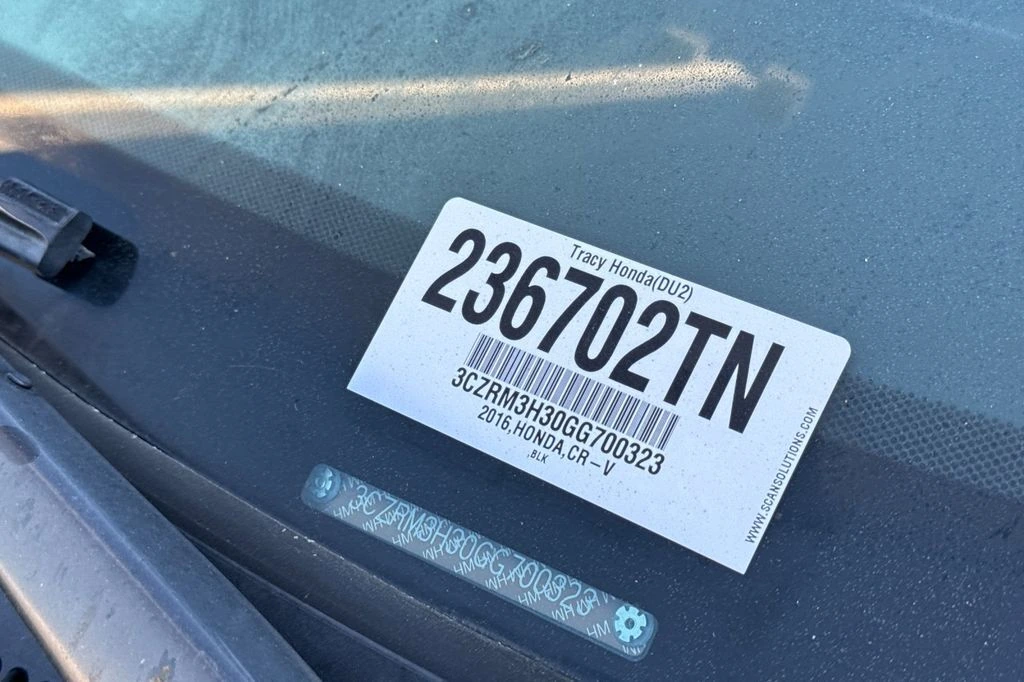 Tracy Honda(DU2)
236702TN
3CZRM3H30GG700323
2016,HONDA,CR-V
,BLK
WWW.SCANSOLUTIONS.COM
3CZRM3H30GG700323